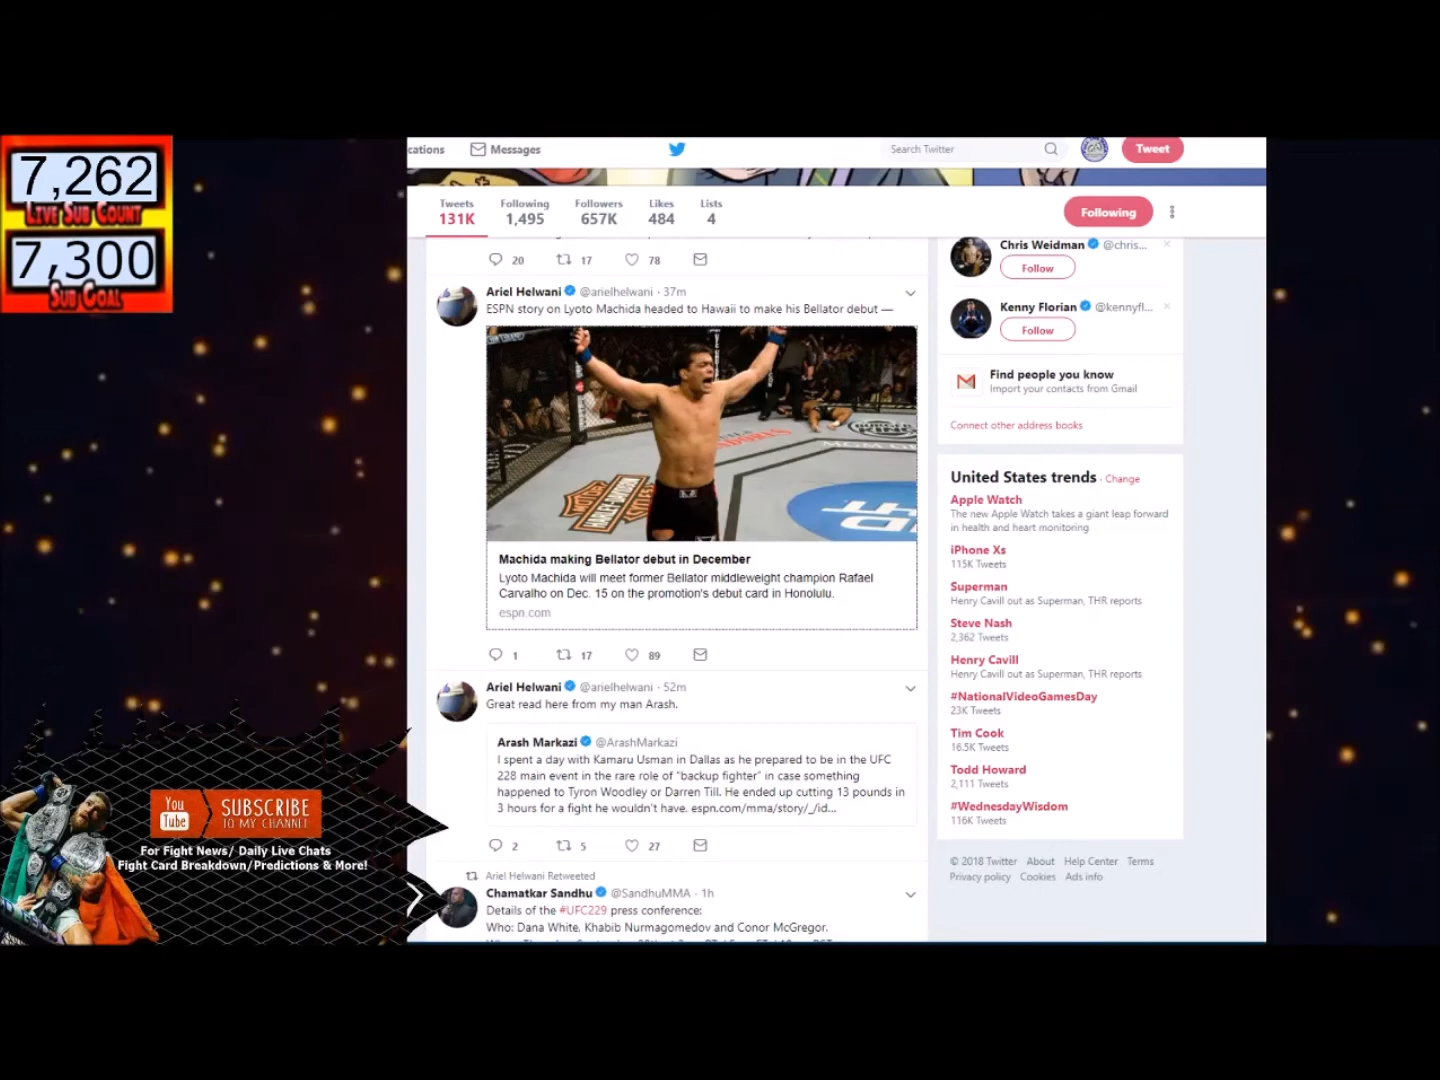 7,262
LIVE SUB COUNT
7,300
SUB GOAL
cations
Messages
Search Twitter
Tweet
Tweets
131K
Following
1,495
Followers
657K
Likes
484
Lists
4
Following
20
17
78
Ariel Helwani @arielhelwani · 37m
ESPN story on Lyoto Machida headed to Hawaii to make his Bellator debut —
BURGER
KING
MOTOR
HARLEY-DAVIDSON
Machida making Bellator debut in December
Lyoto Machida will meet former Bellator middleweight champion Rafael
Carvalho on Dec. 15 on the promotion's debut card in Honolulu.
espn.com
1
17
89
Ariel Helwani @arielhelwani · 52m
Great read here from my man Arash.
Arash Markazi @ArashMarkazi
I spent a day with Kamaru Usman in Dallas as he prepared to be in the UFC
228 main event in the rare role of "backup fighter" in case something
happened to Tyron Woodley or Darren Till. He ended up cutting 13 pounds in
3 hours for a fight he wouldn't have. espn.com/mma/story/_/id...
2
5
27
Ariel Helwani Retweeted
Chamatkar Sandhu @SandhuMMA · 1h
Details of the #UFC229 press conference:
Who: Dana White, Khabib Nurmagomedov and Conor McGregor.
Chris Weidman @chris...
Follow
Kenny Florian @kennyfl...
Follow
Find people you know
Import your contacts from Gmail
Connect other address books
United States trends · Change
Apple Watch
The new Apple Watch takes a giant leap forward
in health and heart monitoring
iPhone Xs
115K Tweets
Superman
Henry Cavill out as Superman, THR reports
Steve Nash
2,362 Tweets
Henry Cavill
Henry Cavill out as Superman, THR reports
#NationalVideoGamesDay
23K Tweets
Tim Cook
16.5K Tweets
Todd Howard
2,111 Tweets
#WednesdayWisdom
116K Tweets
© 2018 Twitter About Help Center Terms
Privacy policy Cookies Ads info
You
Tube
SUBSCRIBE
TO MY CHANNEL
For Fight News/ Daily Live Chats
Fight Card Breakdown/Predictions & More!